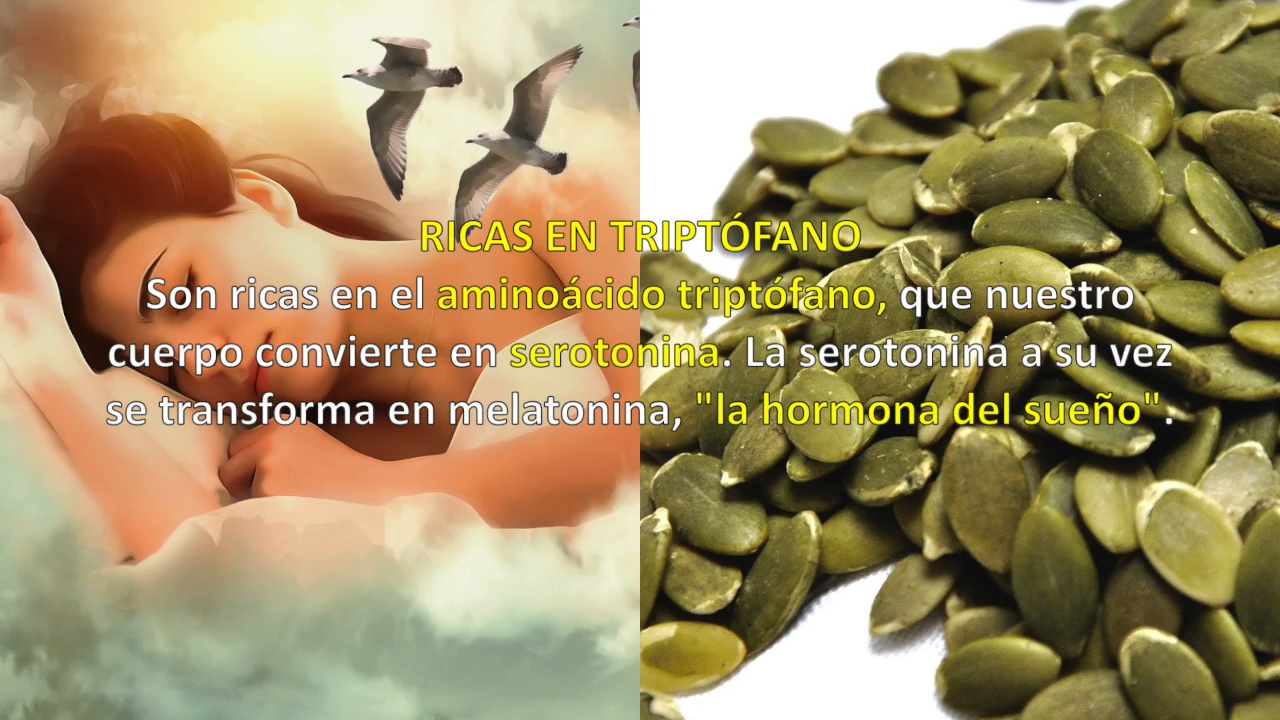 RICAS EN TRIPTÓFANO
Son ricas en el aminoácido triptófano, que nuestro
cuerpo convierte en serotonina. La serotonina a su vez
se transforma en melatonina, "la hormona del sueño".